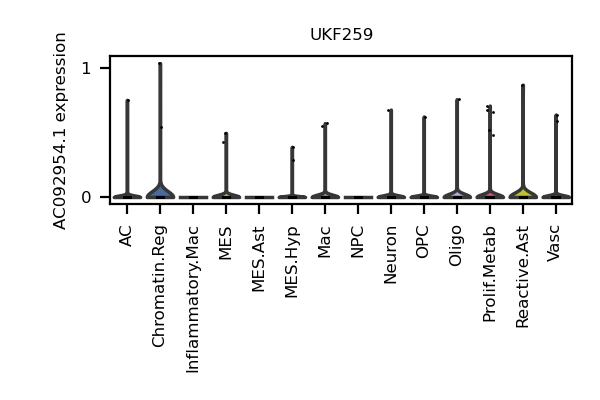 UKF259
AC092954.1 expression
1
0
AC
Chromatin.Reg
Inflammatory.Mac
MES
MES.Ast
MES.Hyp
Mac
NPC
Neuron
OPC
Oligo
Prolif.Metab
Reactive.Ast
Vasc